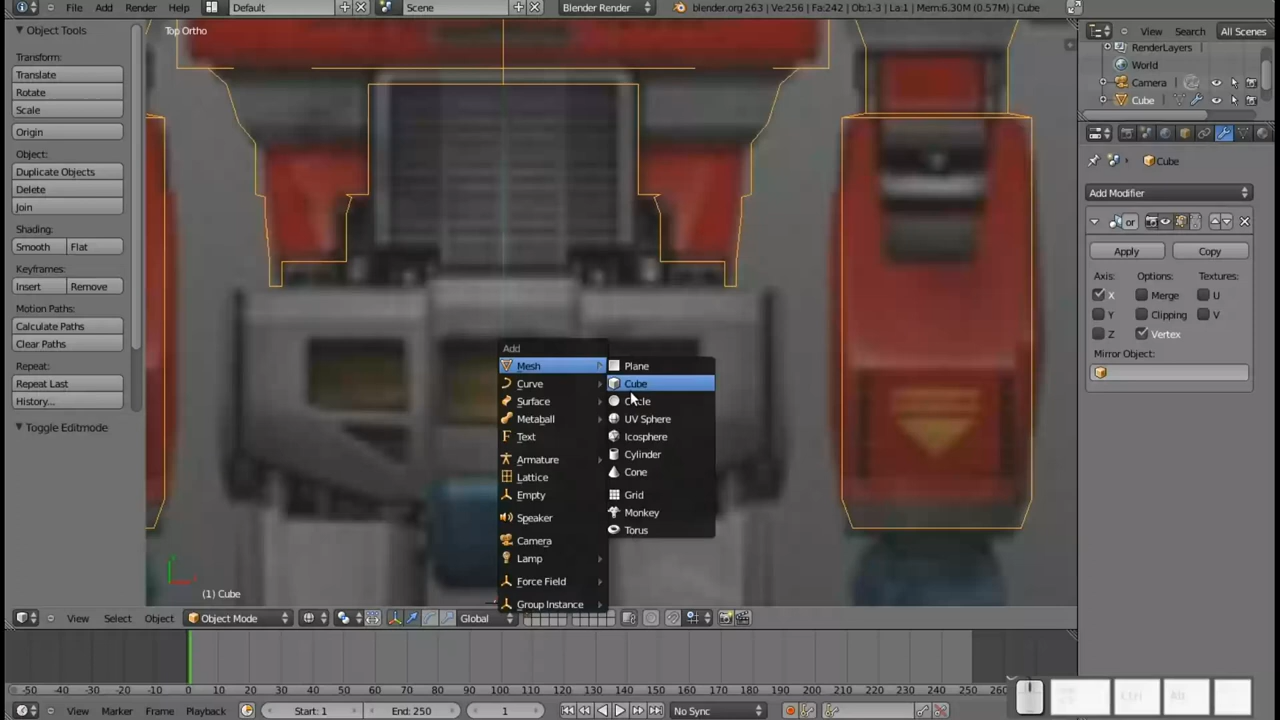 File Add Render Help Default Scene Blender Render blender.org 263 | Ve:256 | Fa:242 | Ob:1-3 | La:1 | Mem:6.30M (0.57M) | Cube
Object Tools
Transform:
Translate
Rotate
Scale
Origin
Object:
Duplicate Objects
Delete
Join
Shading:
Smooth Flat
Keyframes:
Insert Remove
Motion Paths:
Calculate Paths
Clear Paths
Repeat:
Repeat Last
History...
Toggle Editmode
Top Ortho
Add
Mesh
Curve
Surface
Metaball
Text
Armature
Lattice
Empty
Speaker
Camera
Lamp
Force Field
Group Instance
Plane
Cube
UV Sphere
Icosphere
Cylinder
Cone
Grid
Monkey
Torus
(1) Cube
View Select Object Object Mode Global
View Search All Scenes
RenderLayers
World
Camera
Cube
Cube
Add Modifier
or
Apply Copy
Axis: Options: Textures:
X Merge U
Y Clipping V
Z Vertex
Mirror Object:
-50 -40 -30 -20 -10 0 10 20 30 40 50 60 70 80 90 100 110 120 130 140 150 160 170 180 190 200 210 220 230 240 250
View Marker Frame Playback Start: 1 End: 250 1 No Sync